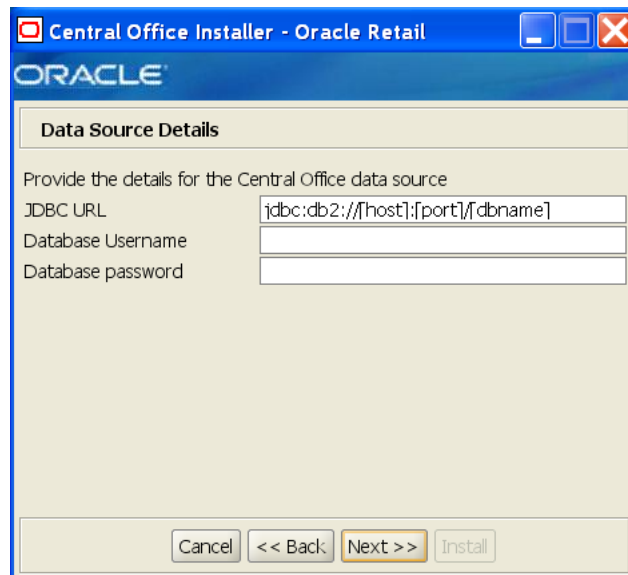 Central Office Installer - Oracle Retail
ORACLE
Data Source Details
Provide the details for the Central Office data source
JDBC URL jdbc:db2://[host]:[port]/[dbname]
Database Username
Database password
Cancel << Back Next >> Install